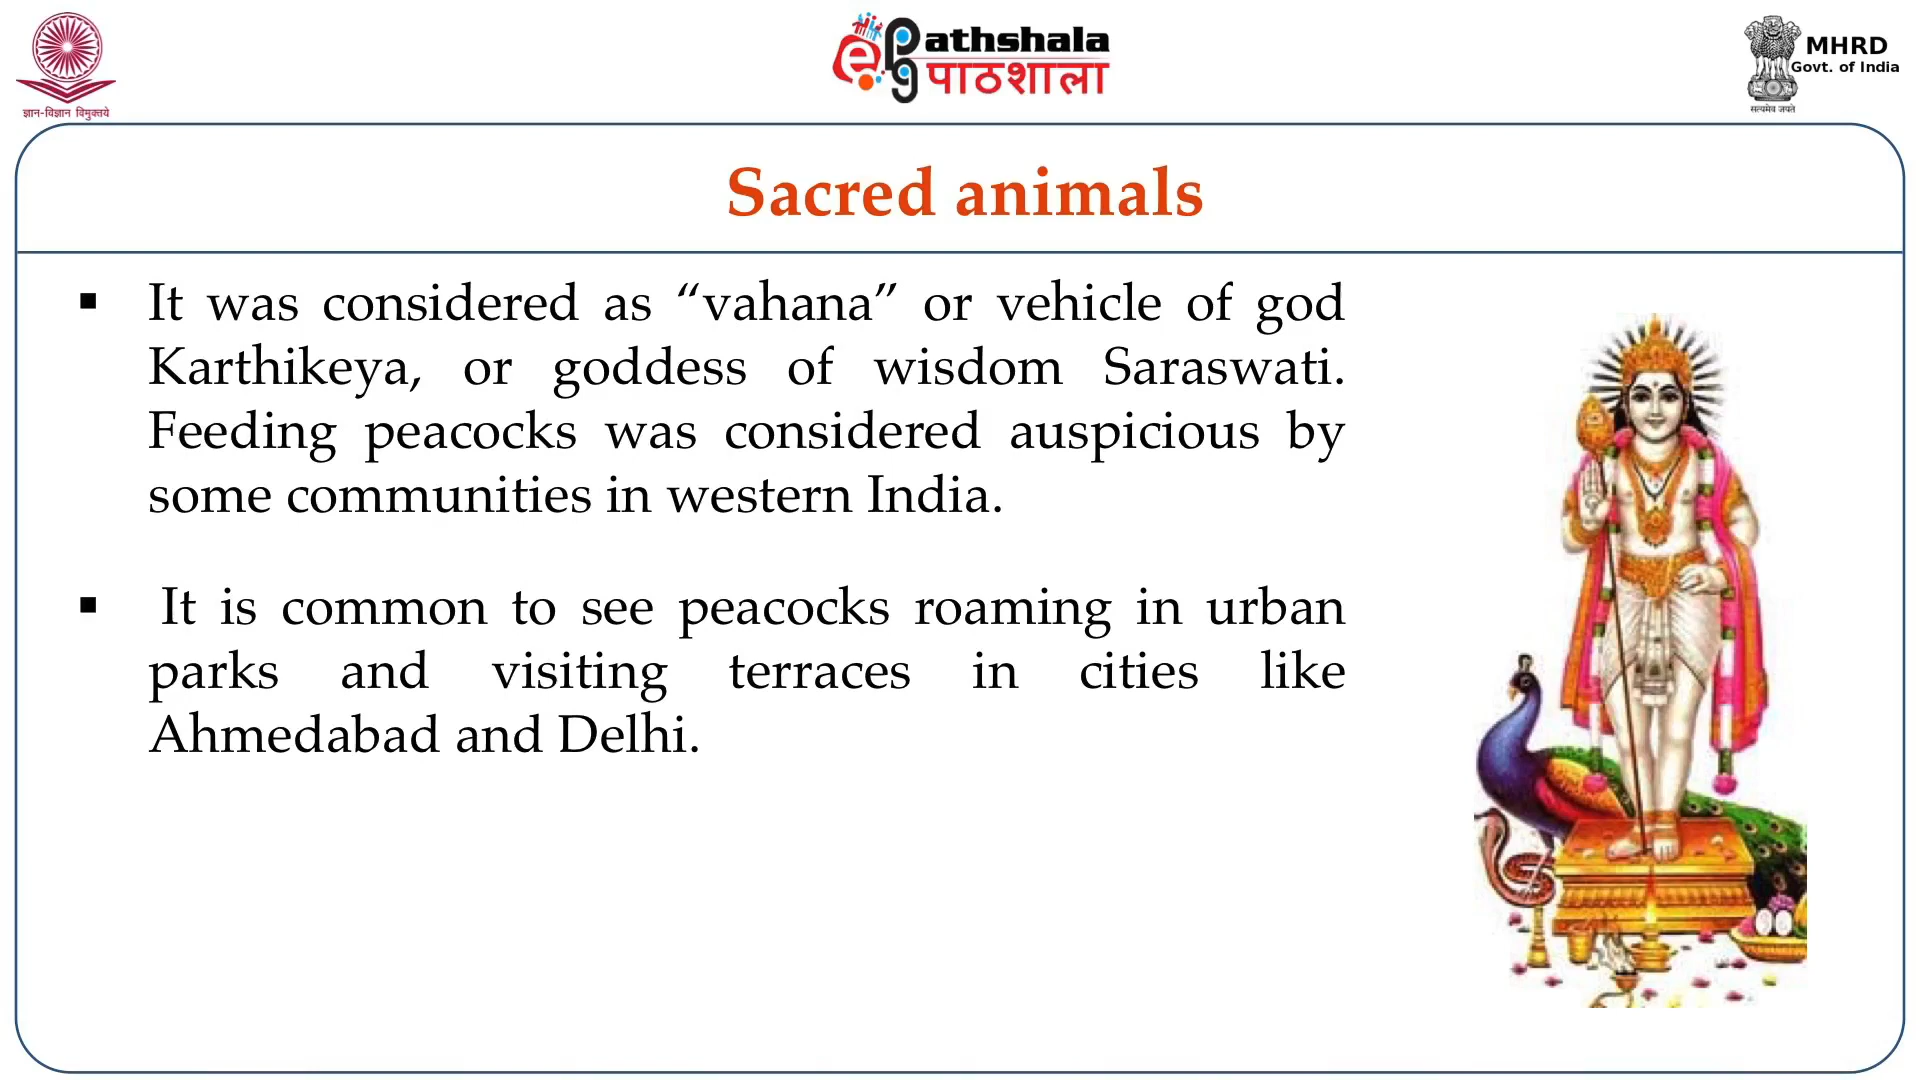 ज्ञान-विज्ञान विमुक्तये
ePathshala
पाठशाला
MHRD
Govt. of India
सत्यमेव जयते
Sacred animals
▪ It was considered as “vahana” or vehicle of god
Karthikeya, or goddess of wisdom Saraswati.
Feeding peacocks was considered auspicious by
some communities in western India.
▪ It is common to see peacocks roaming in urban
parks and visiting terraces in cities like
Ahmedabad and Delhi.